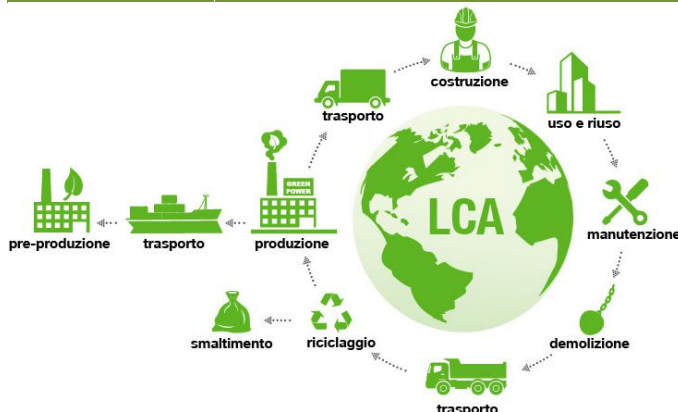 costruzione
trasporto
uso e riuso
GREEN
POWER
LCA
pre-produzione
trasporto
produzione
manutenzione
smaltimento
riciclaggio
demolizione
trasporto